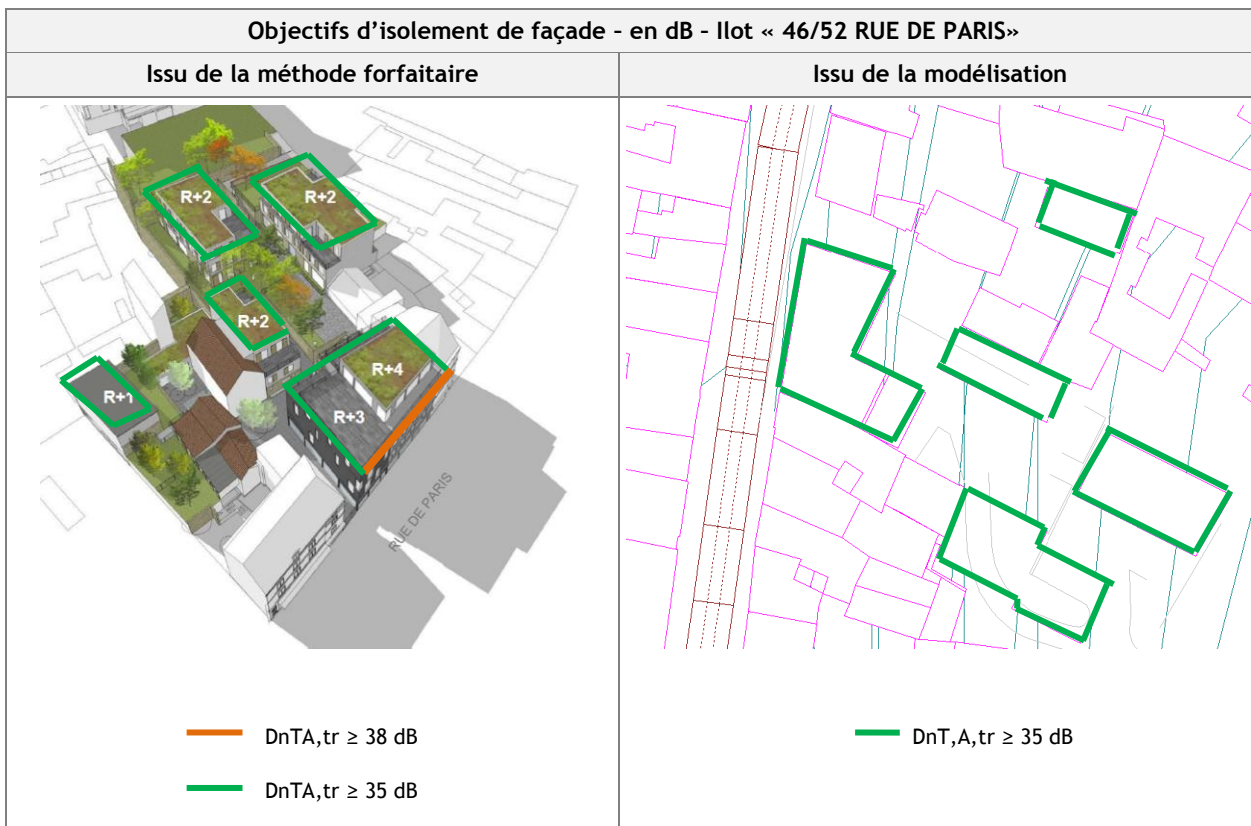 Objectifs d’isolement de façade - en dB - Ilot « 46/52 RUE DE PARIS»
Issu de la méthode forfaitaire
Issu de la modélisation
R+2
R+2
R+2
R+1
R+4
R+3
RUE DE PARIS
DnTA,tr ≥ 38 dB
DnTA,tr ≥ 35 dB
DnT,A,tr ≥ 35 dB